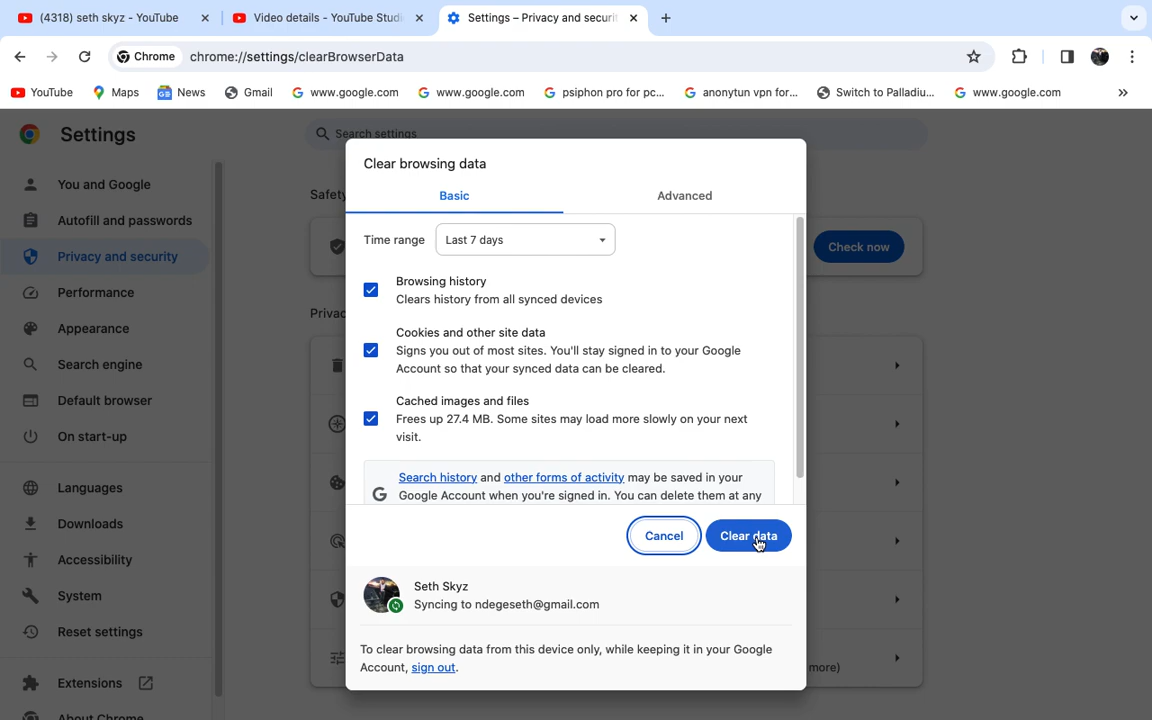 (4318) seth skyz - YouTube
Video details - YouTube Studi
Settings – Privacy and securit
Chrome
chrome://settings/clearBrowserData
YouTube
Maps
News
Gmail
www.google.com
www.google.com
psiphon pro for pc...
anonytun vpn for...
Switch to Palladiu...
www.google.com
Settings
Search settings
You and Google
Autofill and passwords
Privacy and security
Performance
Appearance
Search engine
Default browser
On start-up
Languages
Downloads
Accessibility
System
Reset settings
Extensions
About Chrome
Safety
Check now
Privac
more)
Clear browsing data
Basic
Advanced
Time range
Last 7 days
Browsing history
Clears history from all synced devices
Cookies and other site data
Signs you out of most sites. You'll stay signed in to your Google
Account so that your synced data can be cleared.
Cached images and files
Frees up 27.4 MB. Some sites may load more slowly on your next
visit.
Search history and other forms of activity may be saved in your
Google Account when you're signed in. You can delete them at any
Cancel
Clear data
Seth Skyz
Syncing to ndegeseth@gmail.com
To clear browsing data from this device only, while keeping it in your Google
Account, sign out.